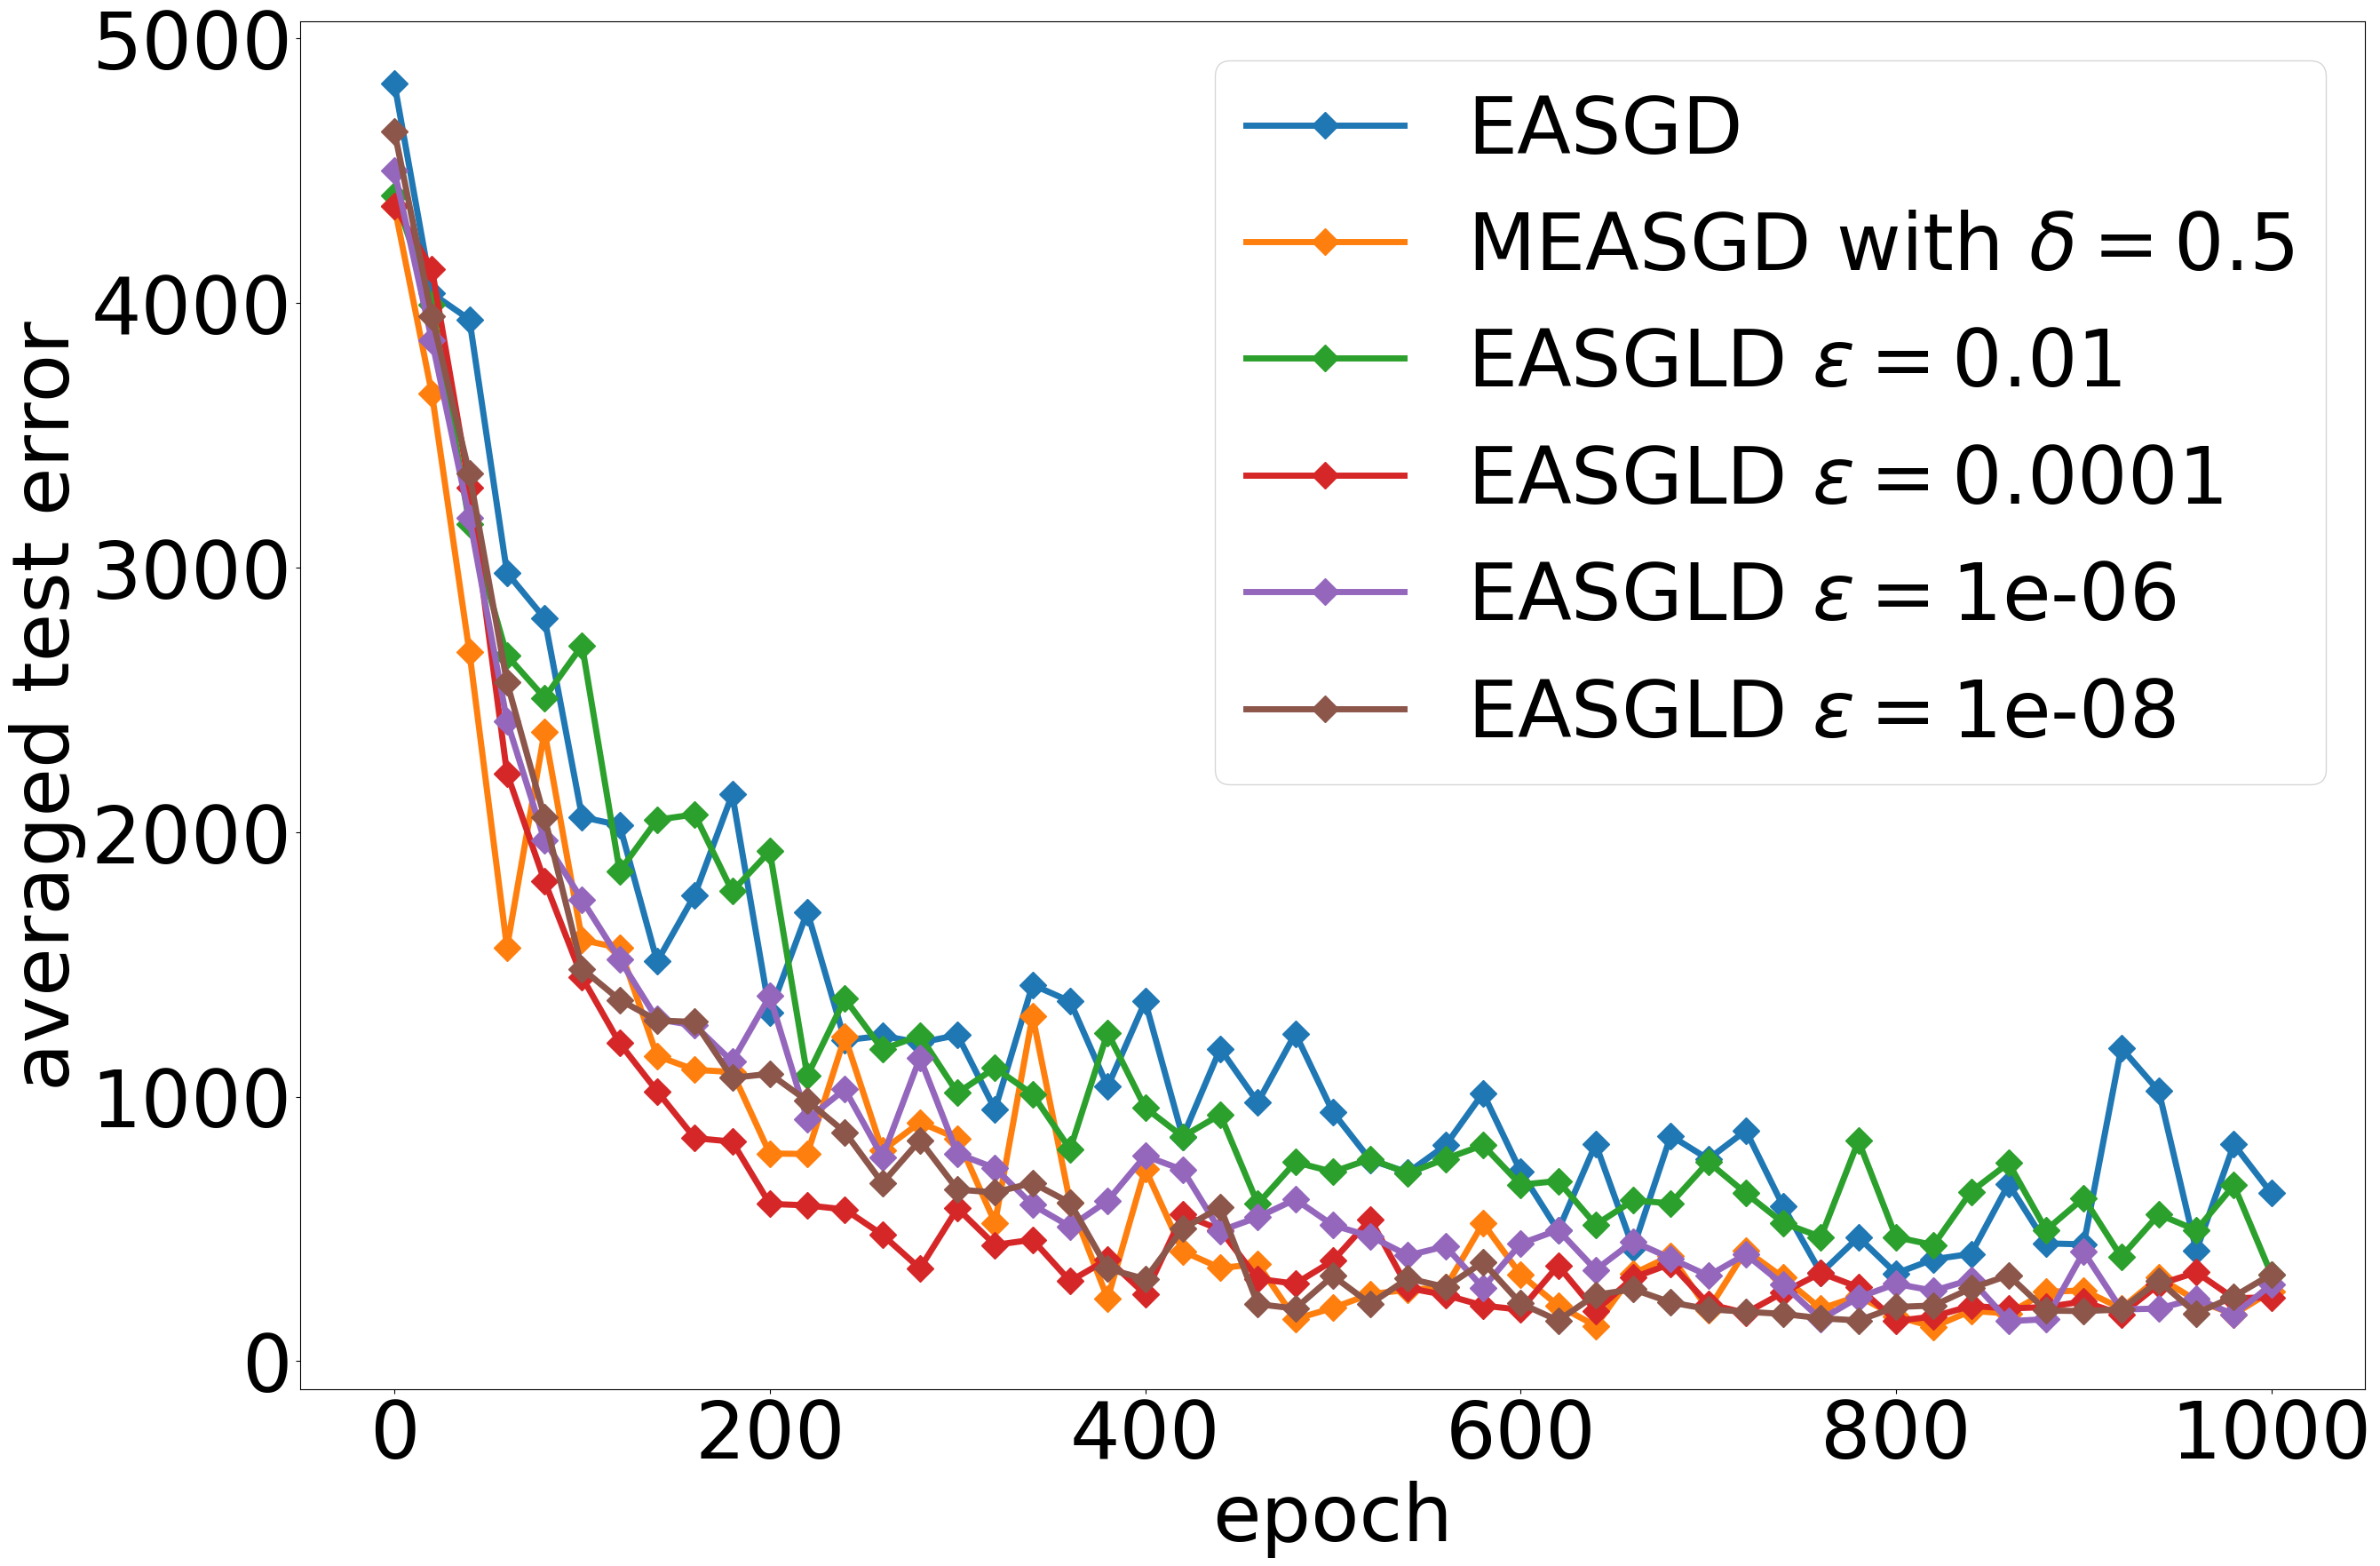 averaged test error
5000
4000
3000
2000
1000
0
EASGD
MEASGD with δ = 0.5
EASGLD ε = 0.01
EASGLD ε = 0.0001
EASGLD ε = 1e-06
EASGLD ε = 1e-08
0 200 400 600 800 1000
epoch